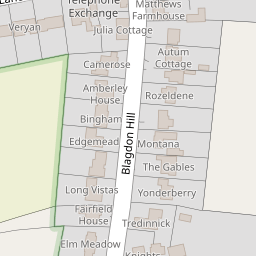 Matthews
Farmhouse
Telephone
Exchange
Veryan
Julia Cottage
Camerose
Autum
Cottage
Amberley
House
Rozeldene
Bingham
Blagdon Hill
Edgemead
Montana
The Gables
Long Vistas
Yonderberry
Fairfield
House
Tredinnick
Elm Meadow
Knights